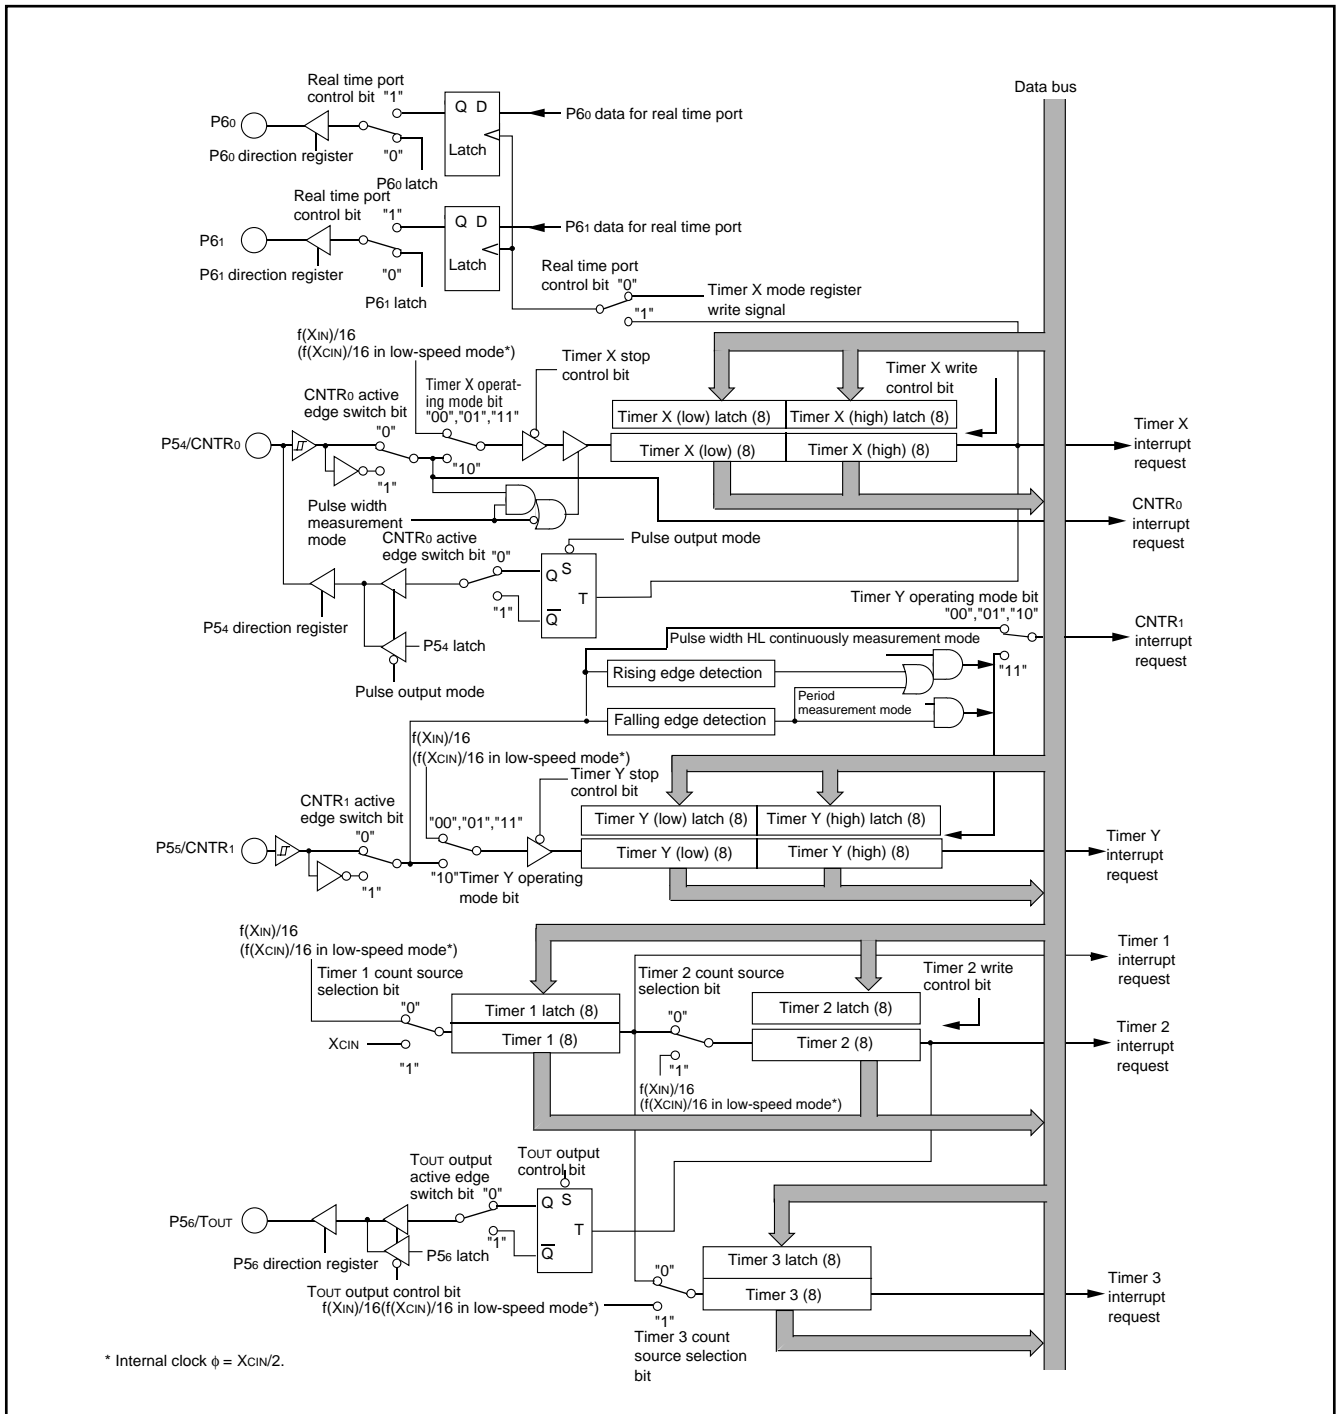 Data bus
Real time port
control bit "1"
P60
Q D
P60 data for real time port
Latch
P60 direction register
"0"
P60 latch
Real time port
control bit
"1"
P61
Q D
P61 data for real time port
Latch
P61 direction register
"0"
P61 latch
Real time port
control bit "0"
Timer X mode register
write signal
"1"
f(XIN)/16
(f(XCIN)/16 in low-speed mode*)
Timer X stop
control bit
Timer X write
control bit
Timer X operat-
ing mode bit
"00","01","11"
CNTR0 active
edge switch bit
"0"
P54/CNTR0
"10"
"1"
Timer X (low) latch (8)
Timer X (high) latch (8)
Timer X (low) (8)
Timer X (high) (8)
Timer X
interrupt
request
CNTR0
interrupt
request
Pulse width
measurement
mode
CNTR0 active
edge switch bit
"0"
Pulse output mode
Q
S
T
Q
"1"
P54 direction register
P54 latch
Pulse output mode
Timer Y operating mode bit
"00","01","10"
CNTR1
interrupt
request
Pulse width HL continuously measurement mode
"11"
Rising edge detection
Period
measurement mode
Falling edge detection
f(XIN)/16
(f(XCIN)/16 in low-speed mode*)
Timer Y stop
control bit
CNTR1 active
edge switch bit
"0"
"00","01","11"
P55/CNTR1
"1"
"10"
Timer Y operating
mode bit
Timer Y (low) latch (8)
Timer Y (high) latch (8)
Timer Y (low) (8)
Timer Y (high) (8)
Timer Y
interrupt
request
f(XIN)/16
(f(XCIN)/16 in low-speed mode*)
Timer 1 count source
selection bit
"0"
XCIN
"1"
Timer 1 latch (8)
Timer 1 (8)
Timer 2 count source
selection bit
"0"
"1"
f(XIN)/16
(f(XCIN)/16 in low-speed mode*)
Timer 2 write
control bit
Timer 2 latch (8)
Timer 2 (8)
Timer 1
interrupt
request
Timer 2
interrupt
request
TOUT output
active edge
switch bit
"0"
TOUT output
control bit
Q
S
T
Q
"1"
P56/TOUT
P56 direction register
P56 latch
TOUT output control bit
f(XIN)/16(f(XCIN)/16 in low-speed mode*)
"0"
"1"
Timer 3 latch (8)
Timer 3 (8)
Timer 3
interrupt
request
Timer 3 count
source selection
bit
* Internal clock ϕ = XCIN/2.